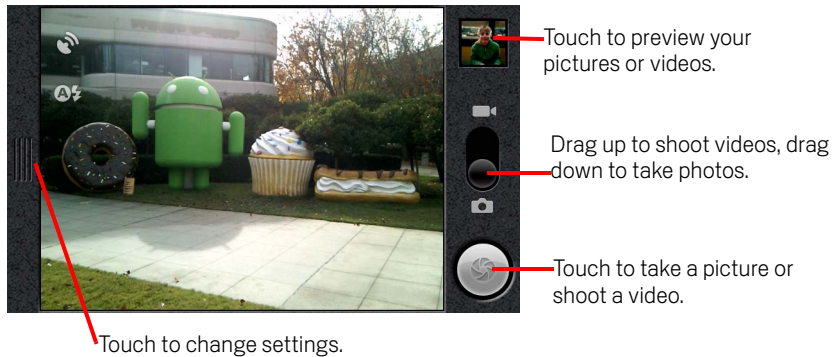 Touch to preview your
pictures or videos.
Drag up to shoot videos, drag
down to take photos.
Touch to take a picture or
shoot a video.
Touch to change settings.
A